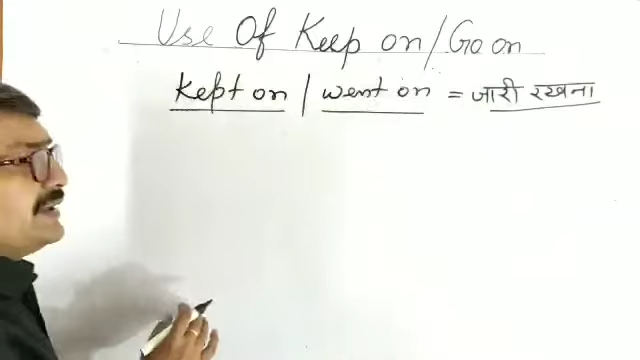 Use Of Keep on/Go on
Kept on / went on = जारी रखना